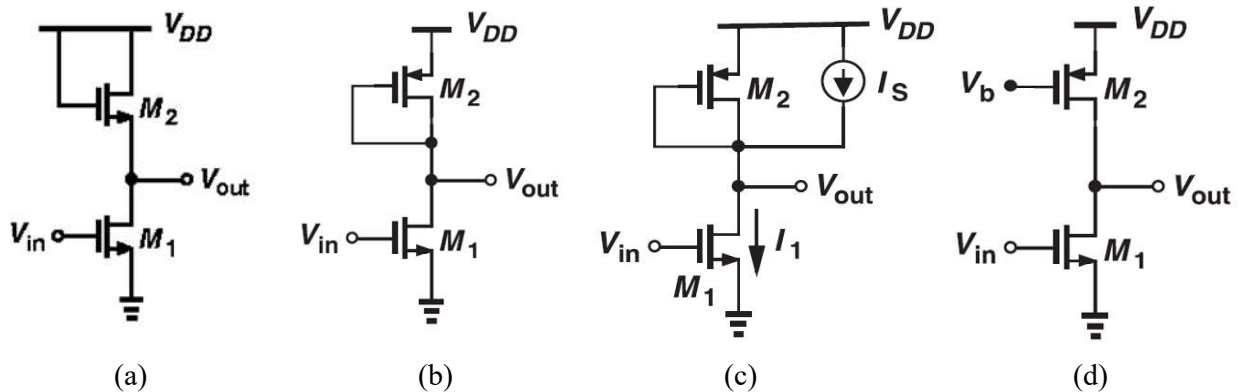 V_DD
M_2
V_out
V_in
M_1
(a)
V_DD
M_2
V_out
V_in
M_1
(b)
V_DD
M_2
I_S
V_out
V_in
I_1
M_1
(c)
V_DD
V_b
M_2
V_out
V_in
M_1
(d)